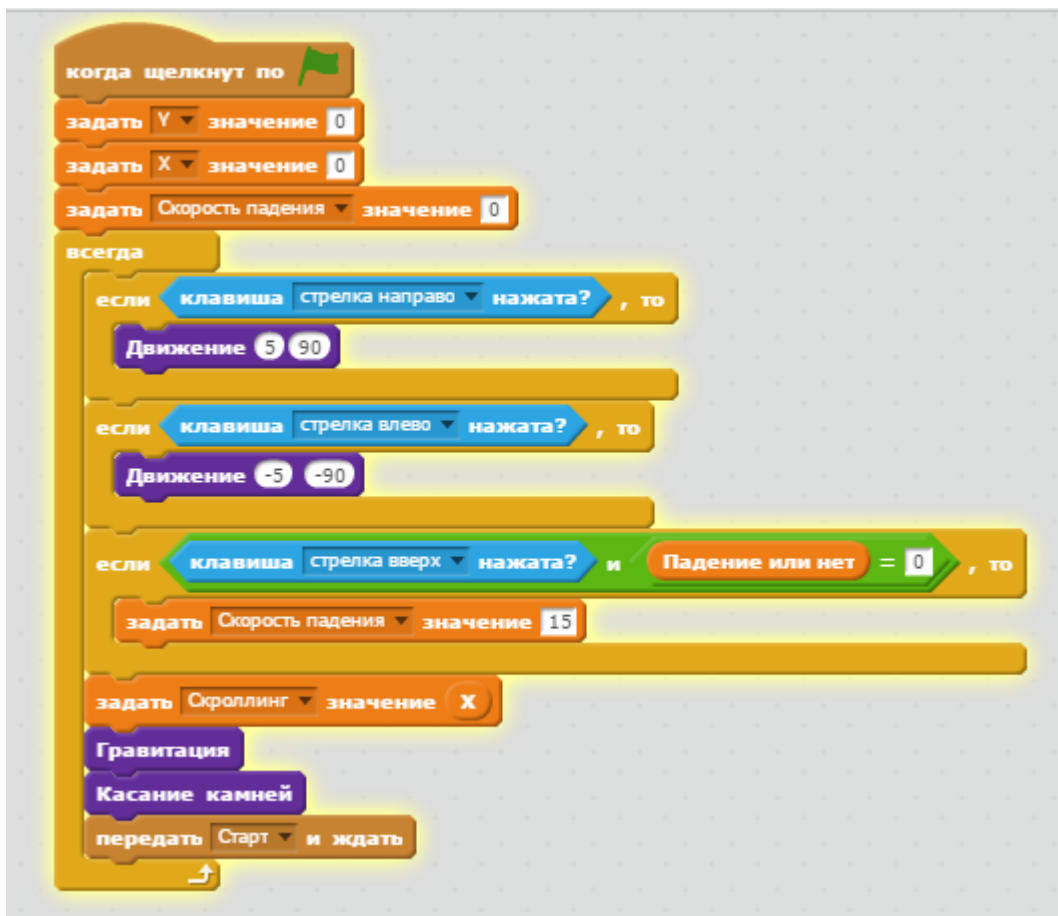 когда щелкнут по
задать Y значение 0
задать X значение 0
задать Скорость падения значение 0
всегда
если клавиша стрелка направо нажата? , то
Движение 5 90
если клавиша стрелка влево нажата? , то
Движение -5 -90
если клавиша стрелка вверх нажата? и Падение или нет = 0 , то
задать Скорость падения значение 15
задать Скроллинг значение X
Гравитация
Касание камней
передать Старт и ждать